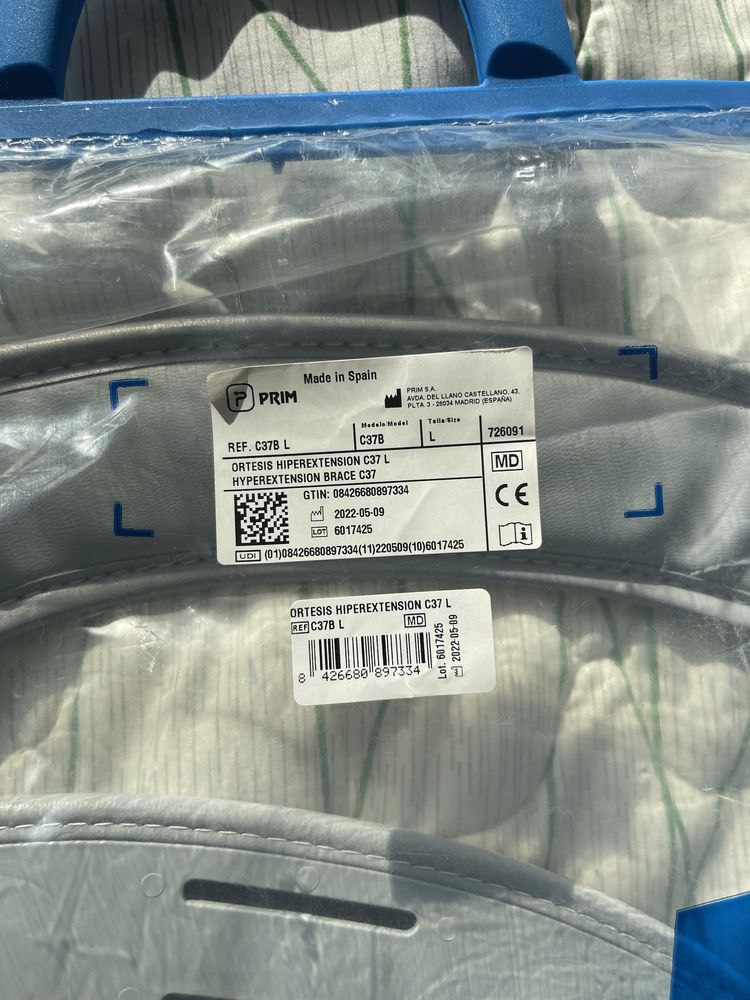 Made in Spain
PRIM
PRIM S.A.
AVDA. DEL LLANO CASTELLANO, 43.
PLTA. 3 - 28034 MADRID (ESPAÑA)
Modelo/Model
Talla/Size
REF. C37B L
C37B
L
726091
ORTESIS HIPEREXTENSION C37 L
HYPEREXTENSION BRACE C37
MD
GTIN: 08426680897334
2022-05-09
LOT 6017425
CE
UDI (01)08426680897334(11)220509(10)6017425
ORTESIS HIPEREXTENSION C37 L
REF C37B L
MD
8 426680 897334
Lot. 6017425
2022-05-09
PRIM